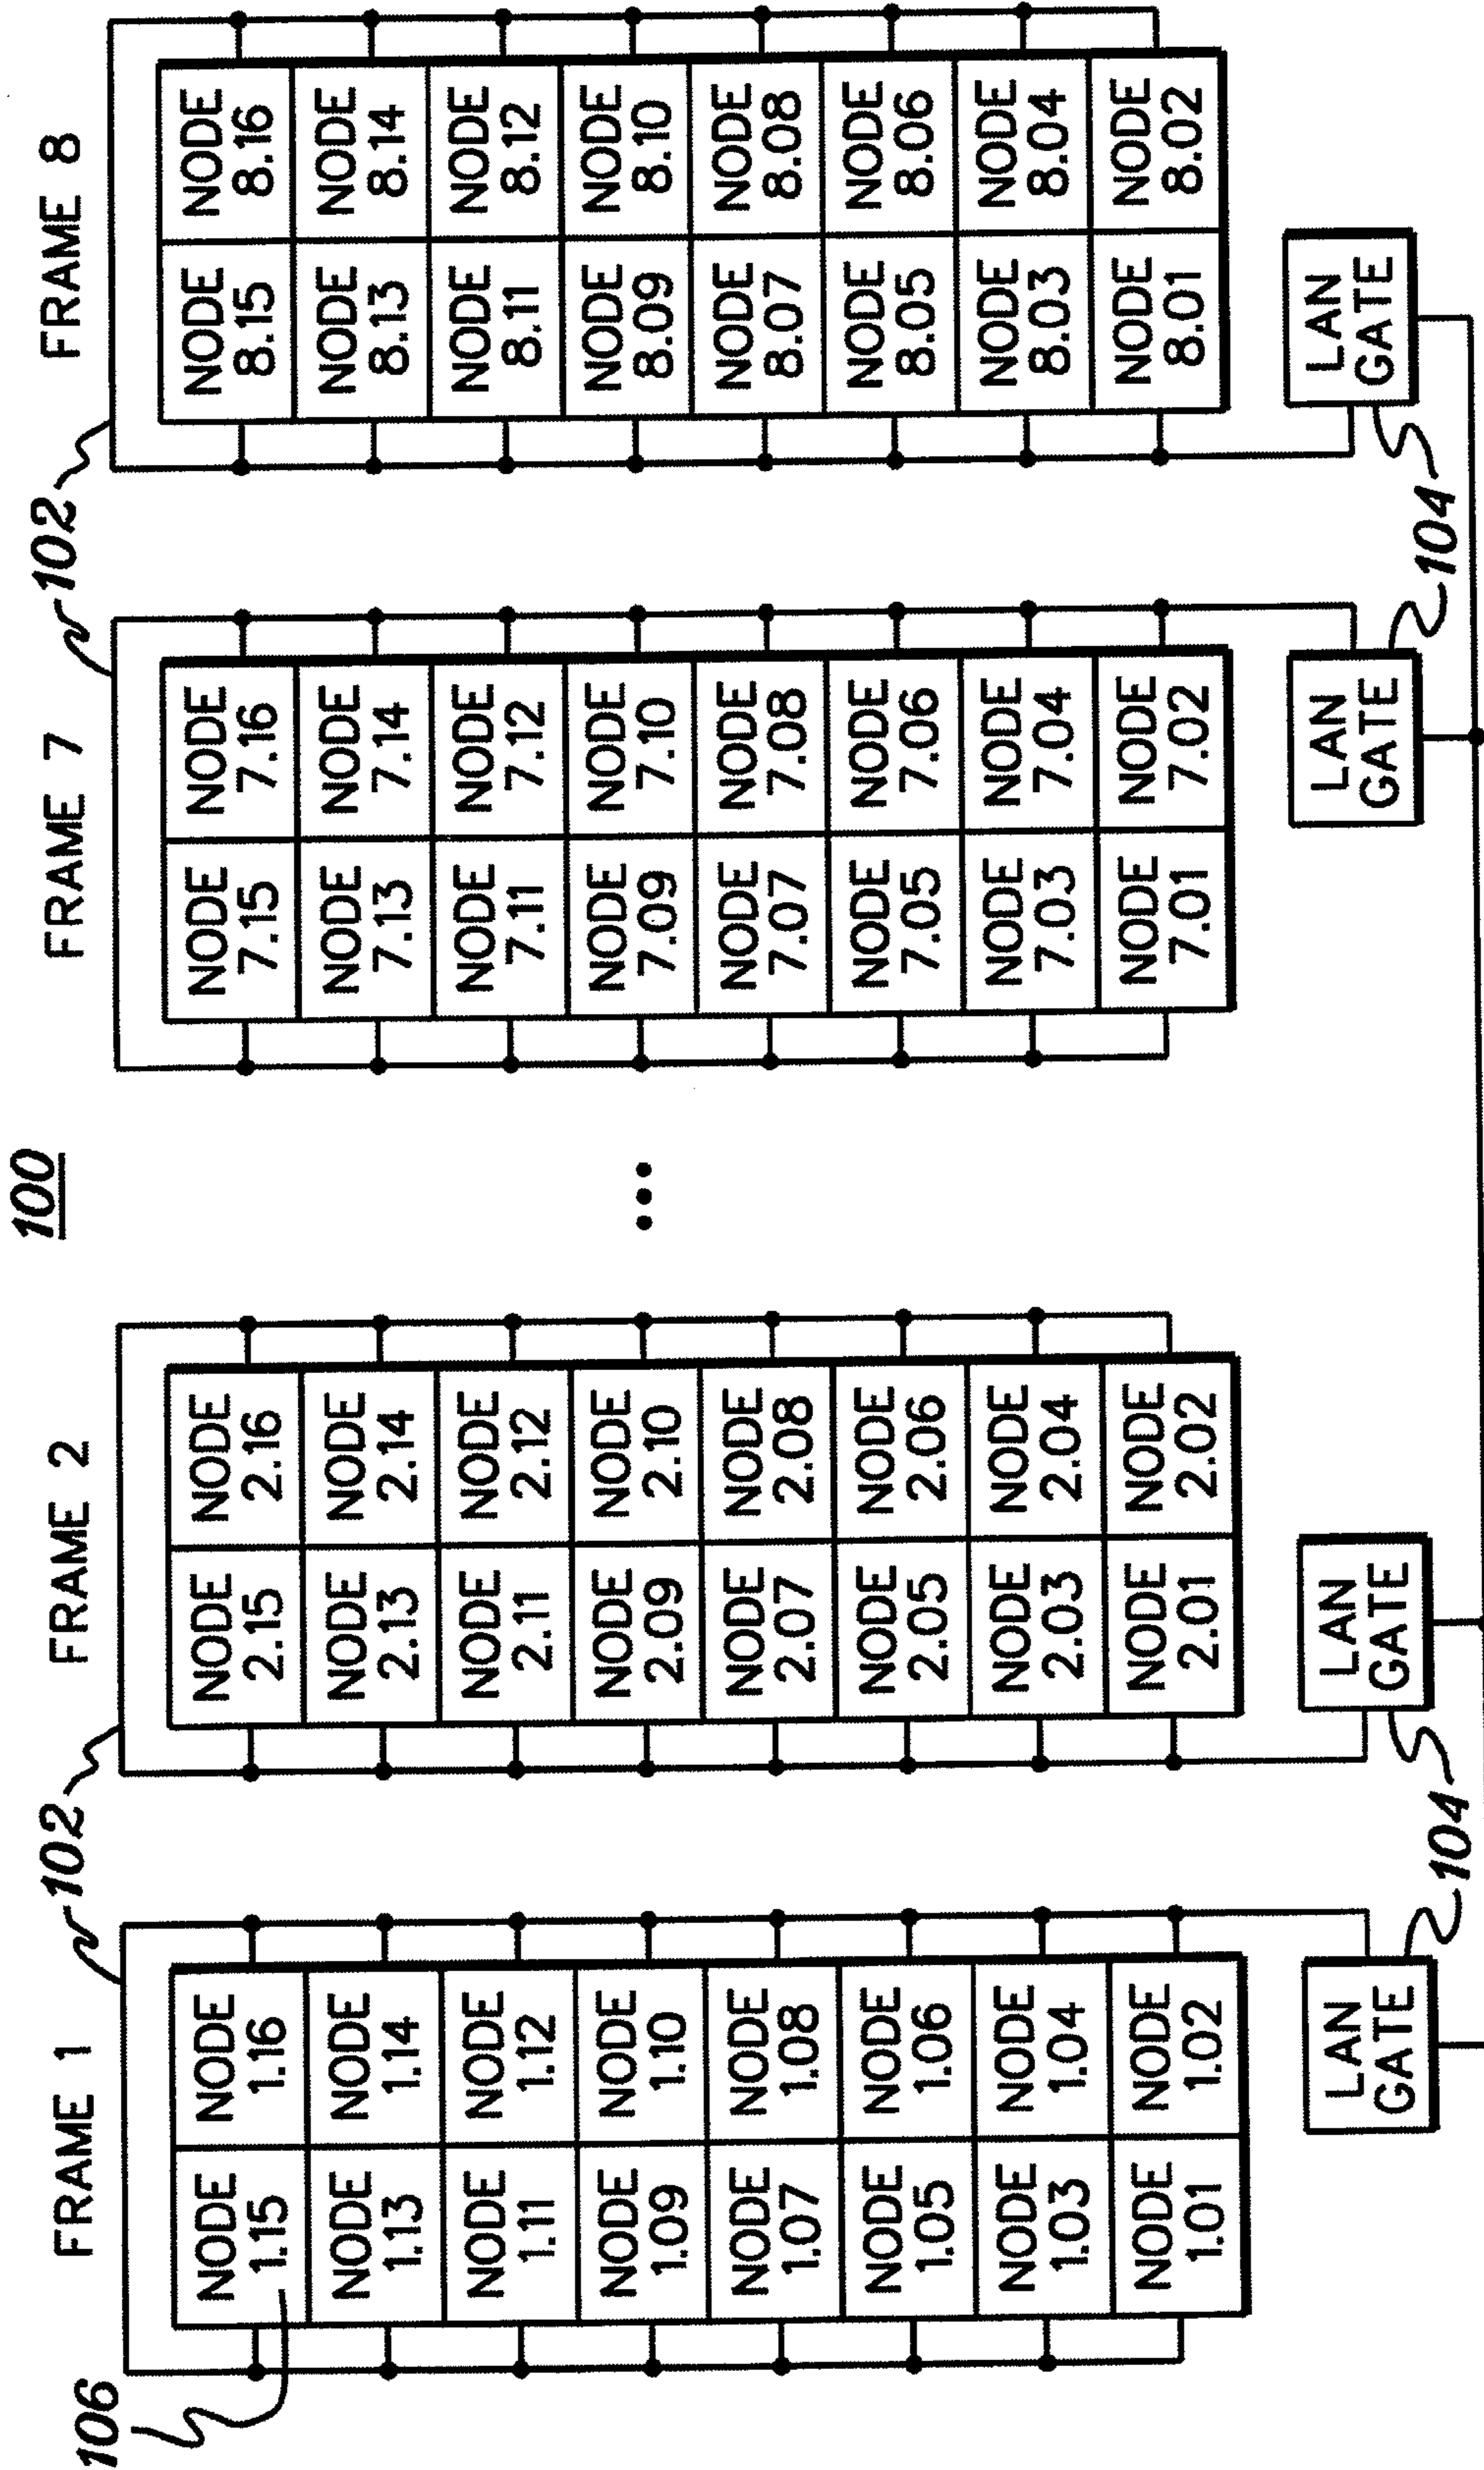 100
FRAME 1
102
FRAME 2
FRAME 7
102
FRAME 8
106
NODE
1.15
NODE
1.16
NODE
1.13
NODE
1.14
NODE
1.11
NODE
1.12
NODE
1.09
NODE
1.10
NODE
1.07
NODE
1.08
NODE
1.05
NODE
1.06
NODE
1.03
NODE
1.04
NODE
1.01
NODE
1.02
LAN
GATE
104
NODE
2.15
NODE
2.16
NODE
2.13
NODE
2.14
NODE
2.11
NODE
2.12
NODE
2.09
NODE
2.10
NODE
2.07
NODE
2.08
NODE
2.05
NODE
2.06
NODE
2.03
NODE
2.04
NODE
2.01
NODE
2.02
LAN
GATE
...
NODE
7.15
NODE
7.16
NODE
7.13
NODE
7.14
NODE
7.11
NODE
7.12
NODE
7.09
NODE
7.10
NODE
7.07
NODE
7.08
NODE
7.05
NODE
7.06
NODE
7.03
NODE
7.04
NODE
7.01
NODE
7.02
LAN
GATE
104
NODE
8.15
NODE
8.16
NODE
8.13
NODE
8.14
NODE
8.11
NODE
8.12
NODE
8.09
NODE
8.10
NODE
8.07
NODE
8.08
NODE
8.05
NODE
8.06
NODE
8.03
NODE
8.04
NODE
8.01
NODE
8.02
LAN
GATE